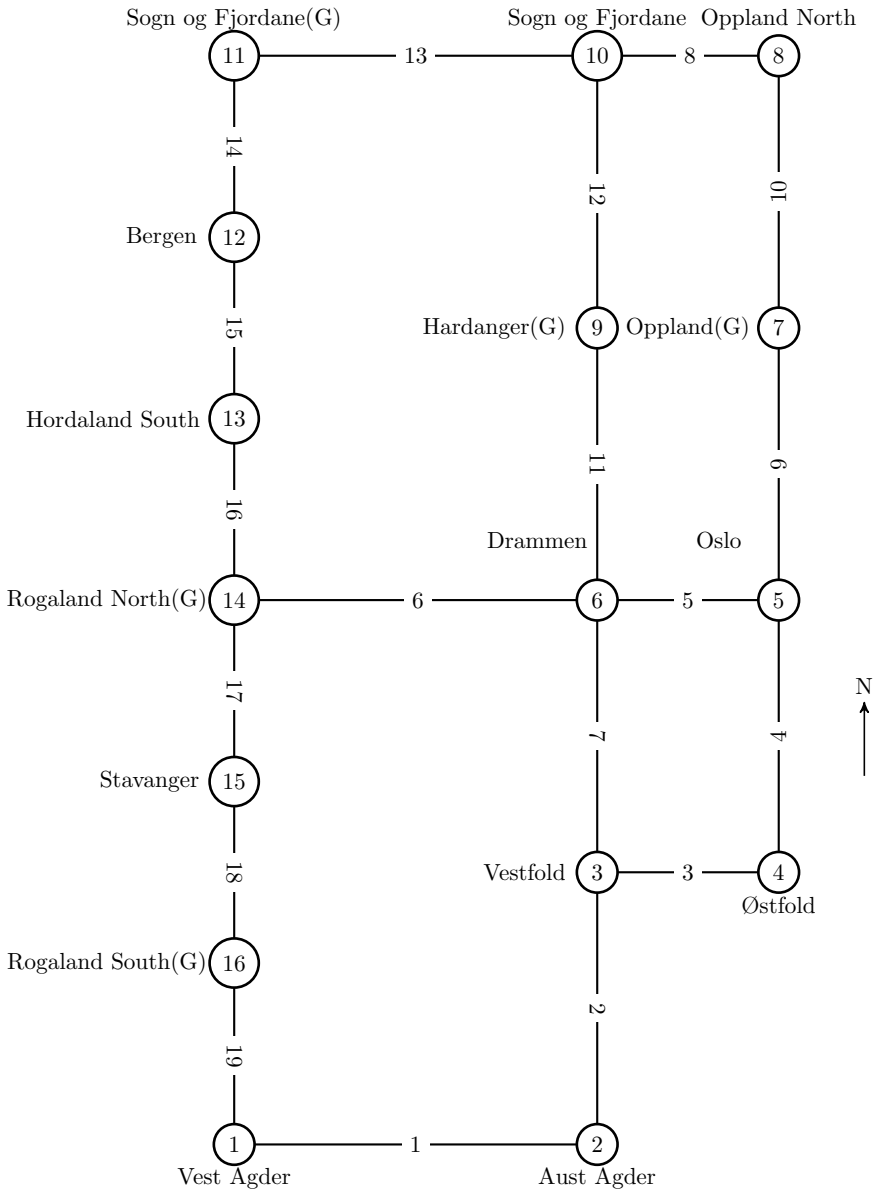 Sogn og Fjordane(G)
Sogn og Fjordane
Oppland North
11
13
10
8
8
14
12
10
Bergen
12
15
Hardanger(G)
9
Oppland(G)
7
Hordaland South
13
11
9
16
Drammen
Oslo
Rogaland North(G)
14
6
6
5
5
17
N
7
4
Stavanger
15
18
Vestfold
3
3
4
Østfold
Rogaland South(G)
16
2
19
1
1
2
Vest Agder
Aust Agder